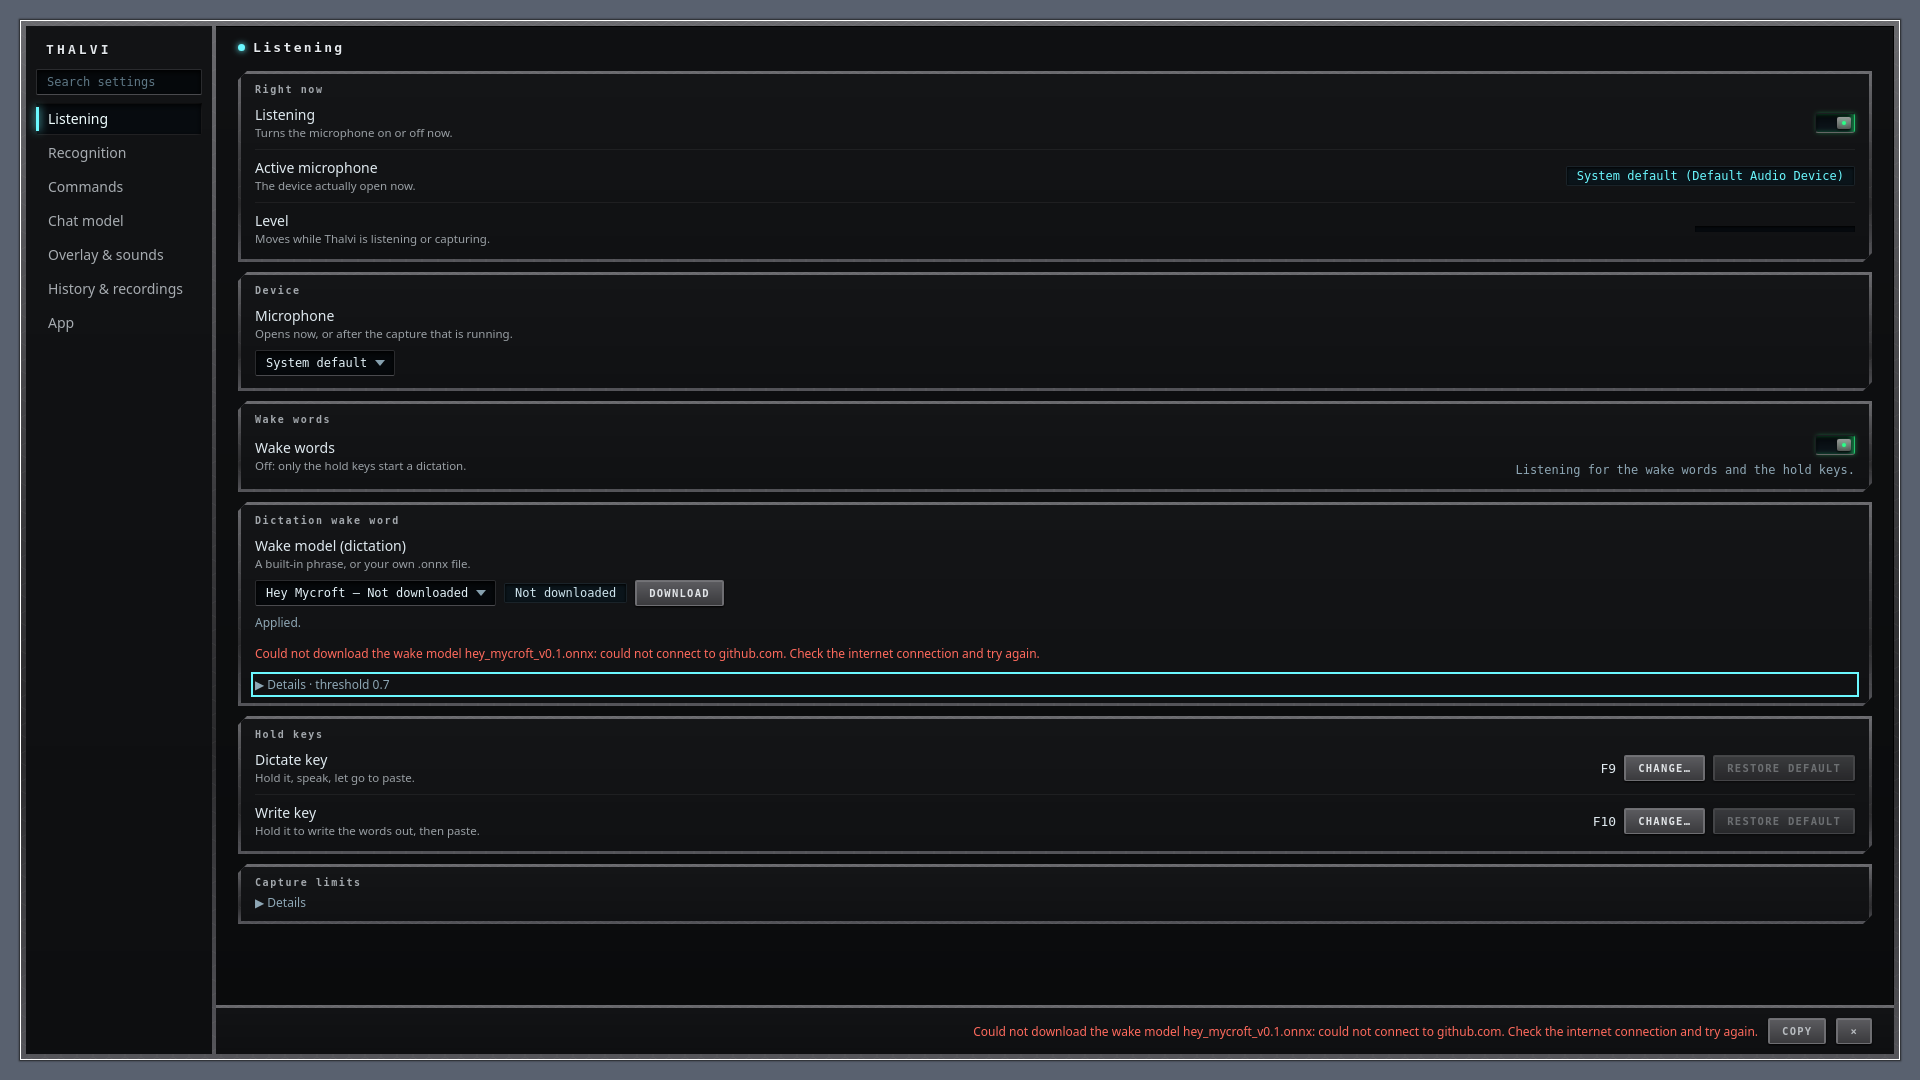 THALVI
Search settings
Listening
Recognition
Commands
Chat model
Overlay & sounds
History & recordings
App
Listening
Right now
Listening
Turns the microphone on or off now.
Active microphone
The device actually open now.
System default (Default Audio Device)
Level
Moves while Thalvi is listening or capturing.
Device
Microphone
Opens now, or after the capture that is running.
System default
Wake words
Wake words
Off: only the hold keys start a dictation.
Listening for the wake words and the hold keys.
Dictation wake word
Wake model (dictation)
A built-in phrase, or your own .onnx file.
Hey Mycroft — Not downloaded Not downloaded DOWNLOAD
Applied.
Could not download the wake model hey_mycroft_v0.1.onnx: could not connect to github.com. Check the internet connection and try again.
▶ Details · threshold 0.7
Hold keys
Dictate key
Hold it, speak, let go to paste.
F9 CHANGE… RESTORE DEFAULT
Write key
Hold it to write the words out, then paste.
F10 CHANGE… RESTORE DEFAULT
Capture limits
▶ Details
Could not download the wake model hey_mycroft_v0.1.onnx: could not connect to github.com. Check the internet connection and try again. COPY ×